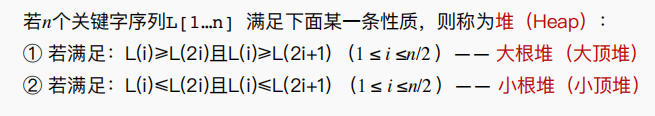 若n个关键字序列L[1…n] 满足下面某一条性质，则称为堆（Heap）：
① 若满足：L(i)≥L(2i)且L(i)≥L(2i+1) （1 ≤ i ≤n/2 ）—— 大根堆（大顶堆）
② 若满足：L(i)≤L(2i)且L(i)≤L(2i+1) （1 ≤ i ≤n/2 ）—— 小根堆（小顶堆）